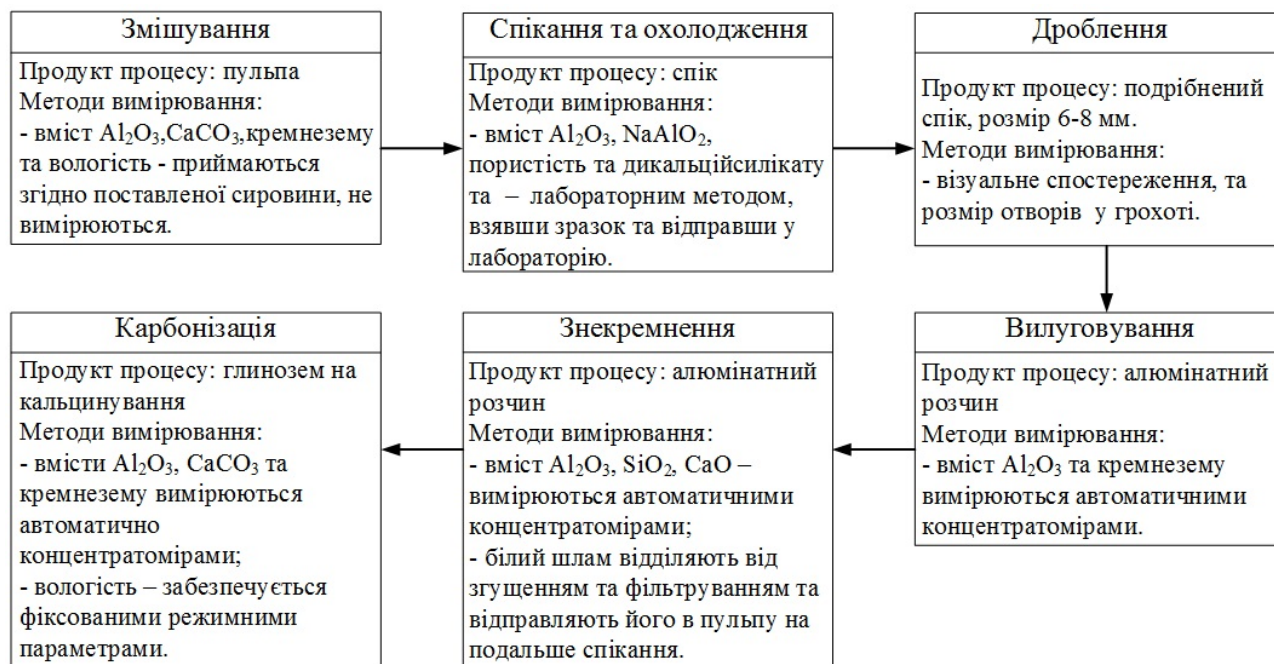 Змішування
Продукт процесу: пульпа
Методи вимірювання:
- вміст Al₂O₃,CaCO₃,кремнезему
та вологість - приймаються
згідно поставленої сировини, не
вимірюються.
Спікання та охолодження
Продукт процесу: спік
Методи вимірювання:
- вміст Al₂O₃, NaAlO₂,
пористість та дикальційсилікату
та – лабораторним методом,
взявши зразок та відправши у
лабораторію.
Дроблення
Продукт процесу: подрібнений
спік, розмір 6-8 мм.
Методи вимірювання:
- візуальне спостереження, та
розмір отворів у грохоті.
Вилуговування
Продукт процесу: алюмінатний
розчин
Методи вимірювання:
- вміст Al₂O₃ та кремнезему
вимірюються автоматичними
концентратомірами.
Знекремнення
Продукт процесу: алюмінатний
розчин
Методи вимірювання:
- вміст Al₂O₃, SiO₂, CaO –
вимірюються автоматичними
концентратомірами;
- білий шлам відділяють від
згущенням та фільтруванням та
відправляють його в пульпу на
подальше спікання.
Карбонізація
Продукт процесу: глинозем на
кальцинування
Методи вимірювання:
- вмісти Al₂O₃, CaCO₃ та
кремнезему вимірюються
автоматично
концентратомірами;
- вологість – забезпечується
фіксованими режимними
параметрами.